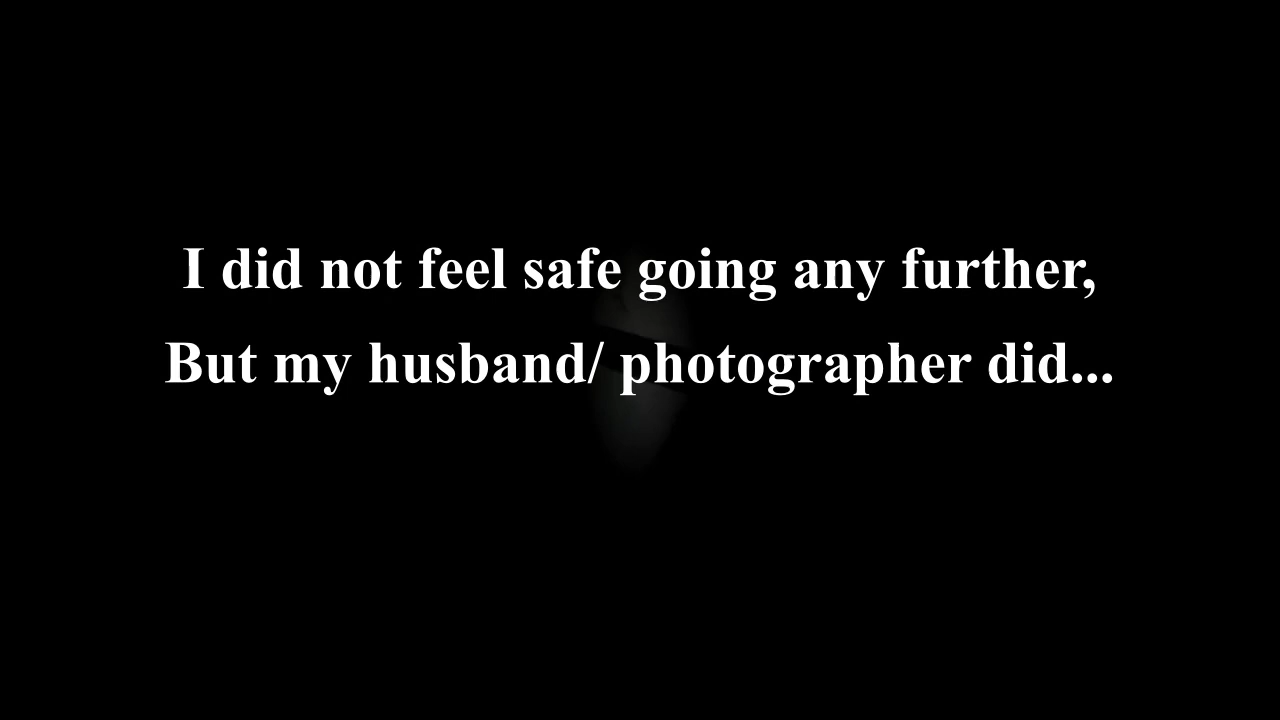 I did not feel safe going any further,
But my husband/ photographer did...